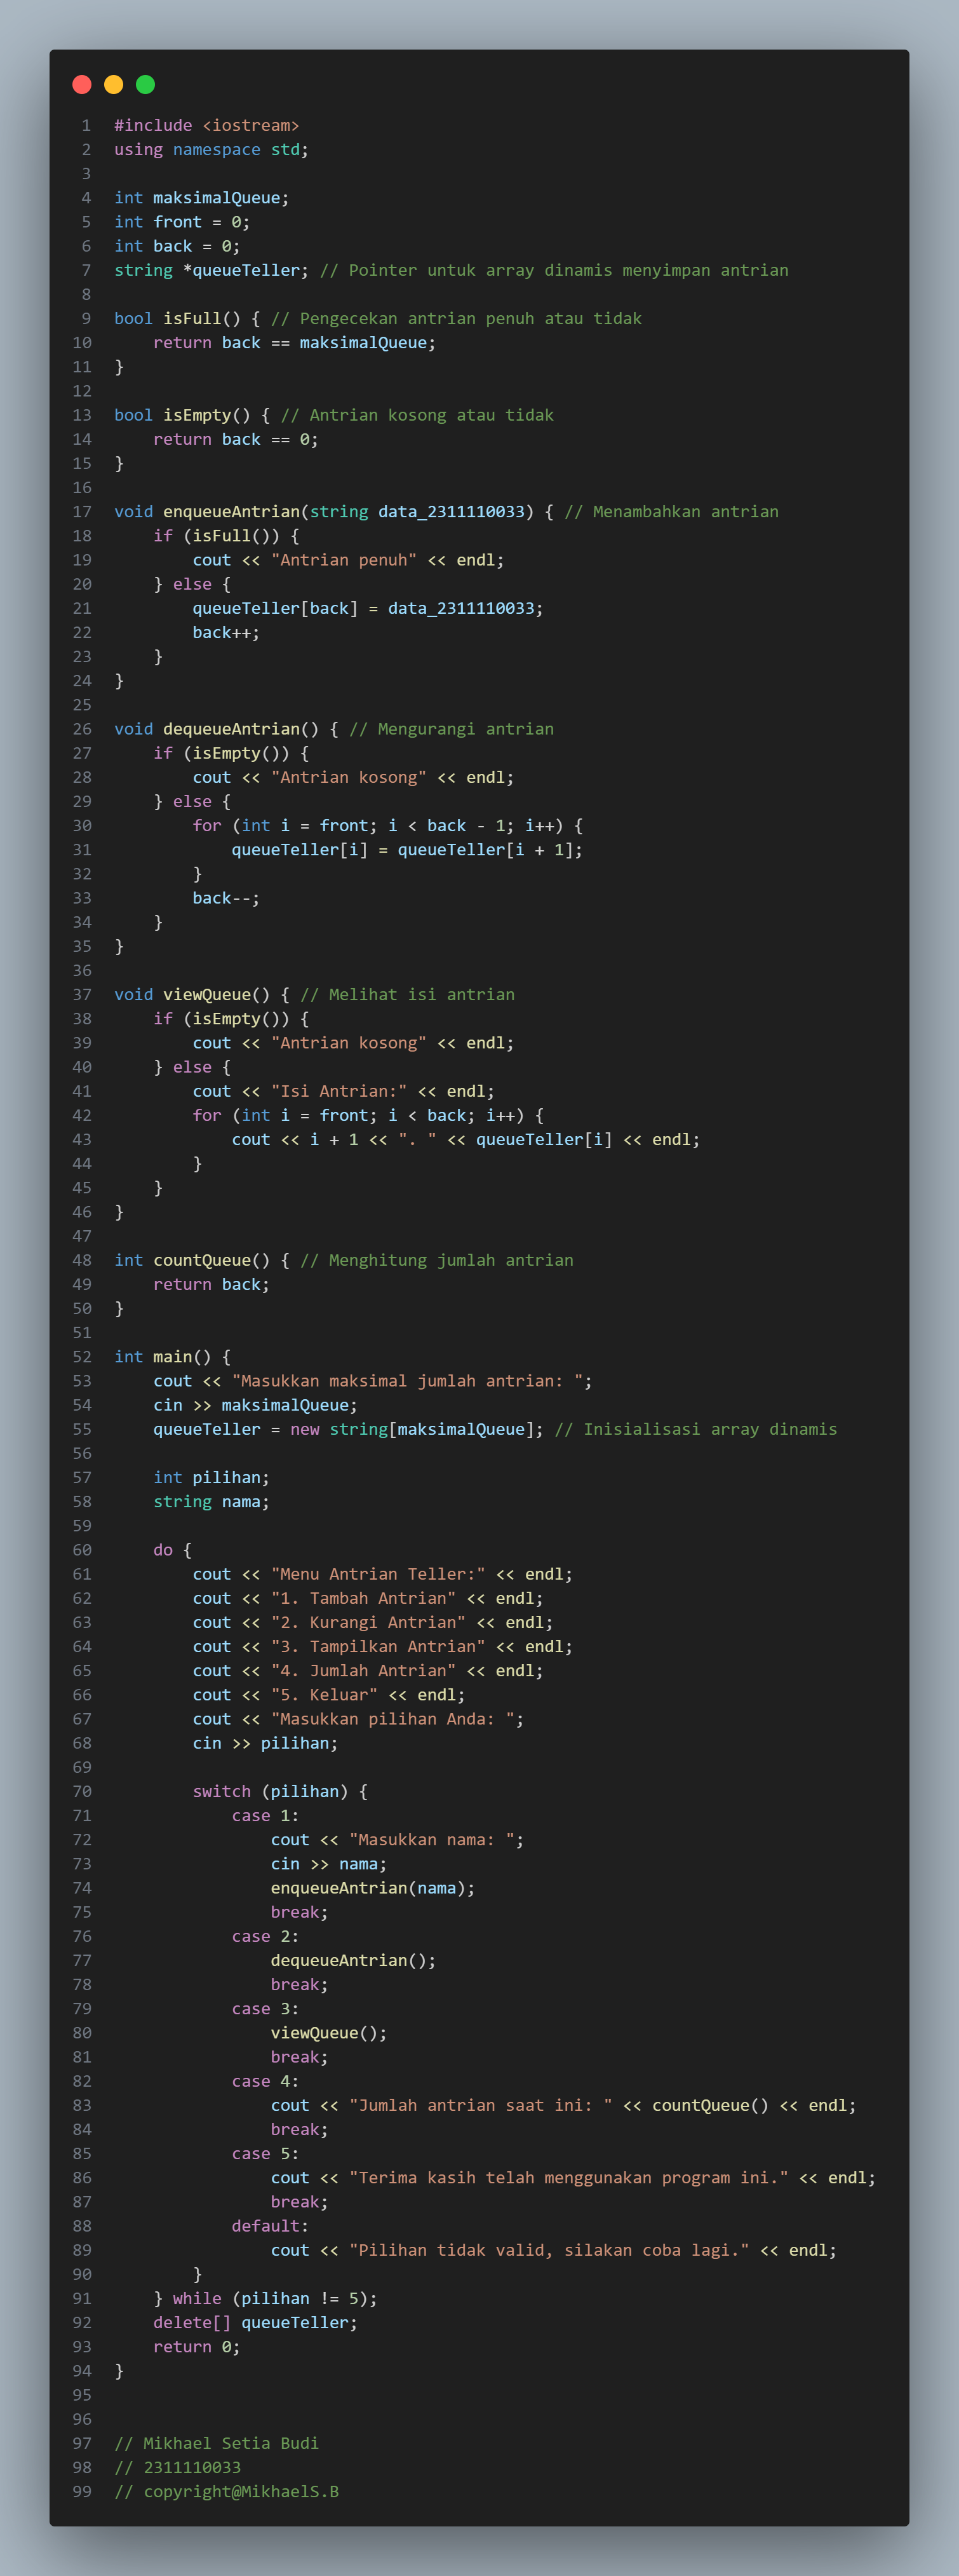 1 #include <iostream>
2 using namespace std;
3
4 int maksimalQueue;
5 int front = 0;
6 int back = 0;
7 string *queueTeller; // Pointer untuk array dinamis menyimpan antrian
8
9 bool isFull() { // Pengecekan antrian penuh atau tidak
10     return back == maksimalQueue;
11 }
12
13 bool isEmpty() { // Antrian kosong atau tidak
14     return back == 0;
15 }
16
17 void enqueueAntrian(string data_2311110033) { // Menambahkan antrian
18     if (isFull()) {
19         cout << "Antrian penuh" << endl;
20     } else {
21         queueTeller[back] = data_2311110033;
22         back++;
23     }
24 }
25
26 void dequeueAntrian() { // Mengurangi antrian
27     if (isEmpty()) {
28         cout << "Antrian kosong" << endl;
29     } else {
30         for (int i = front; i < back - 1; i++) {
31             queueTeller[i] = queueTeller[i + 1];
32         }
33         back--;
34     }
35 }
36
37 void viewQueue() { // Melihat isi antrian
38     if (isEmpty()) {
39         cout << "Antrian kosong" << endl;
40     } else {
41         cout << "Isi Antrian:" << endl;
42         for (int i = front; i < back; i++) {
43             cout << i + 1 << ". " << queueTeller[i] << endl;
44         }
45     }
46 }
47
48 int countQueue() { // Menghitung jumlah antrian
49     return back;
50 }
51
52 int main() {
53     cout << "Masukkan maksimal jumlah antrian: ";
54     cin >> maksimalQueue;
55     queueTeller = new string[maksimalQueue]; // Inisialisasi array dinamis
56
57     int pilihan;
58     string nama;
59
60     do {
61         cout << "Menu Antrian Teller:" << endl;
62         cout << "1. Tambah Antrian" << endl;
63         cout << "2. Kurangi Antrian" << endl;
64         cout << "3. Tampilkan Antrian" << endl;
65         cout << "4. Jumlah Antrian" << endl;
66         cout << "5. Keluar" << endl;
67         cout << "Masukkan pilihan Anda: ";
68         cin >> pilihan;
69
70         switch (pilihan) {
71             case 1:
72                 cout << "Masukkan nama: ";
73                 cin >> nama;
74                 enqueueAntrian(nama);
75                 break;
76             case 2:
77                 dequeueAntrian();
78                 break;
79             case 3:
80                 viewQueue();
81                 break;
82             case 4:
83                 cout << "Jumlah antrian saat ini: " << countQueue() << endl;
84                 break;
85             case 5:
86                 cout << "Terima kasih telah menggunakan program ini." << endl;
87                 break;
88             default:
89                 cout << "Pilihan tidak valid, silakan coba lagi." << endl;
90         }
91     } while (pilihan != 5);
92     delete[] queueTeller;
93     return 0;
94 }
95
96
97 // Mikhael Setia Budi
98 // 2311110033
99 // copyright@MikhaelS.B